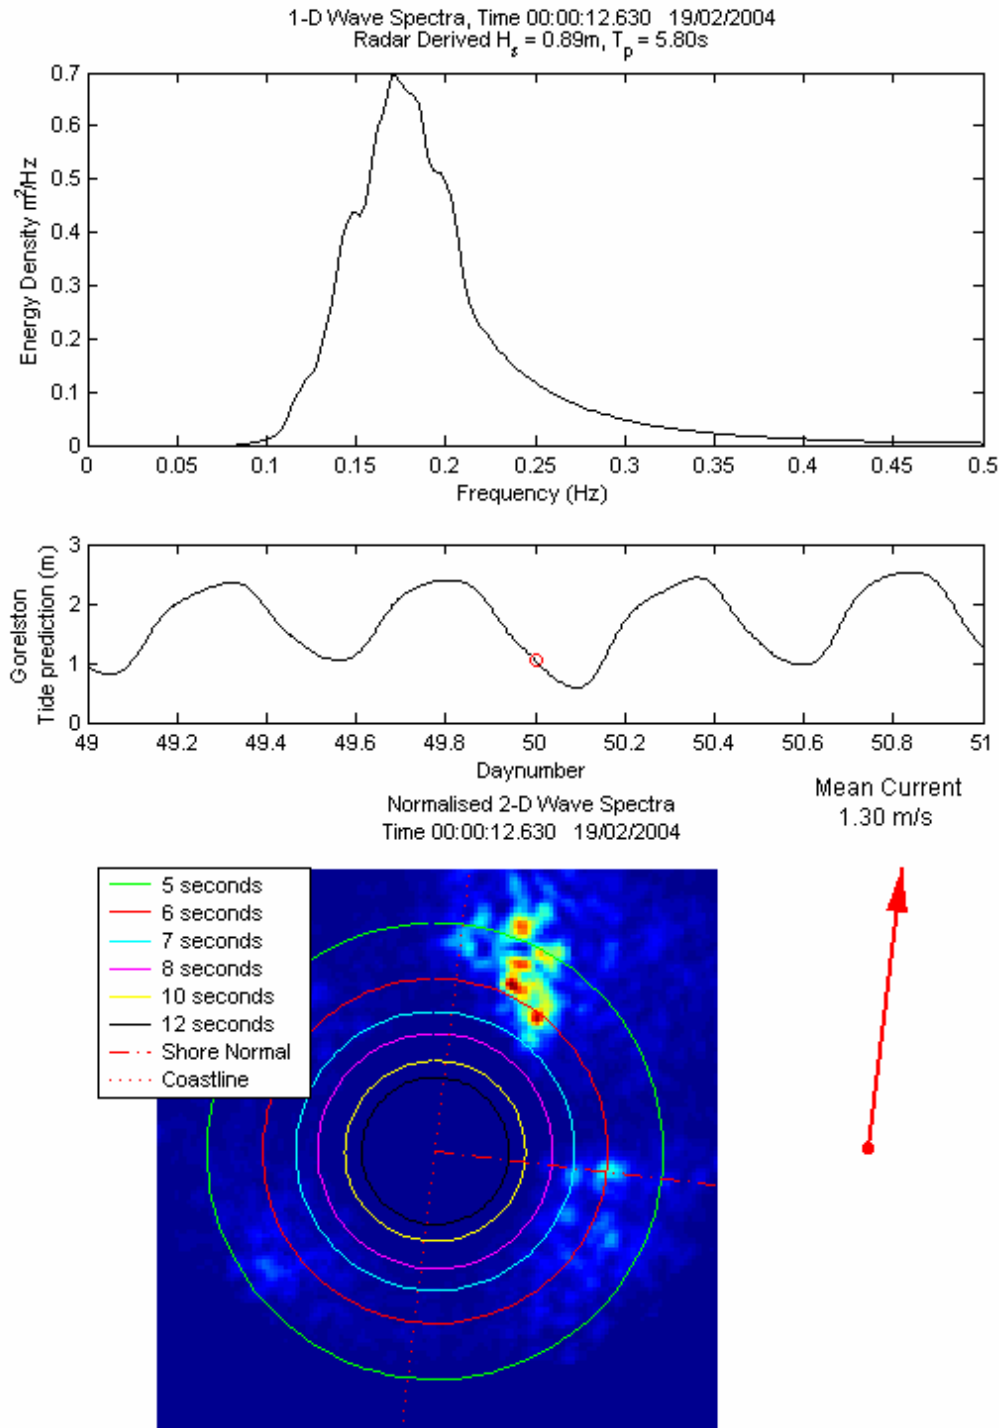 1-D Wave Spectra, Time 00:00:12.630 19/02/2004
Radar Derived H_s = 0.89m, T_p = 5.80s
Energy Density m²/Hz
0.7
0.6
0.5
0.4
0.3
0.2
0.1
0
0 0.05 0.1 0.15 0.2 0.25 0.3 0.35 0.4 0.45 0.5
Frequency (Hz)
Gorelston
Tide prediction (m)
3
2
1
0
49 49.2 49.4 49.6 49.8 50 50.2 50.4 50.6 50.8 51
Daynumber
Normalised 2-D Wave Spectra
Time 00:00:12.630 19/02/2004
Mean Current
1.30 m/s
5 seconds
6 seconds
7 seconds
8 seconds
10 seconds
12 seconds
Shore Normal
Coastline